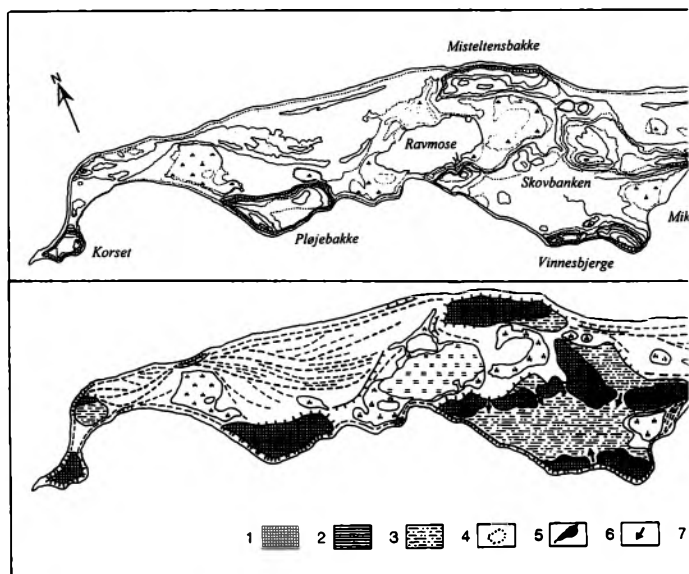 Misteltensbakke
N
Ravmose
Skovbanken
Mik
Korset
Pløjebakke
Vinnesbjerge
1 2 3 4 5 6 7